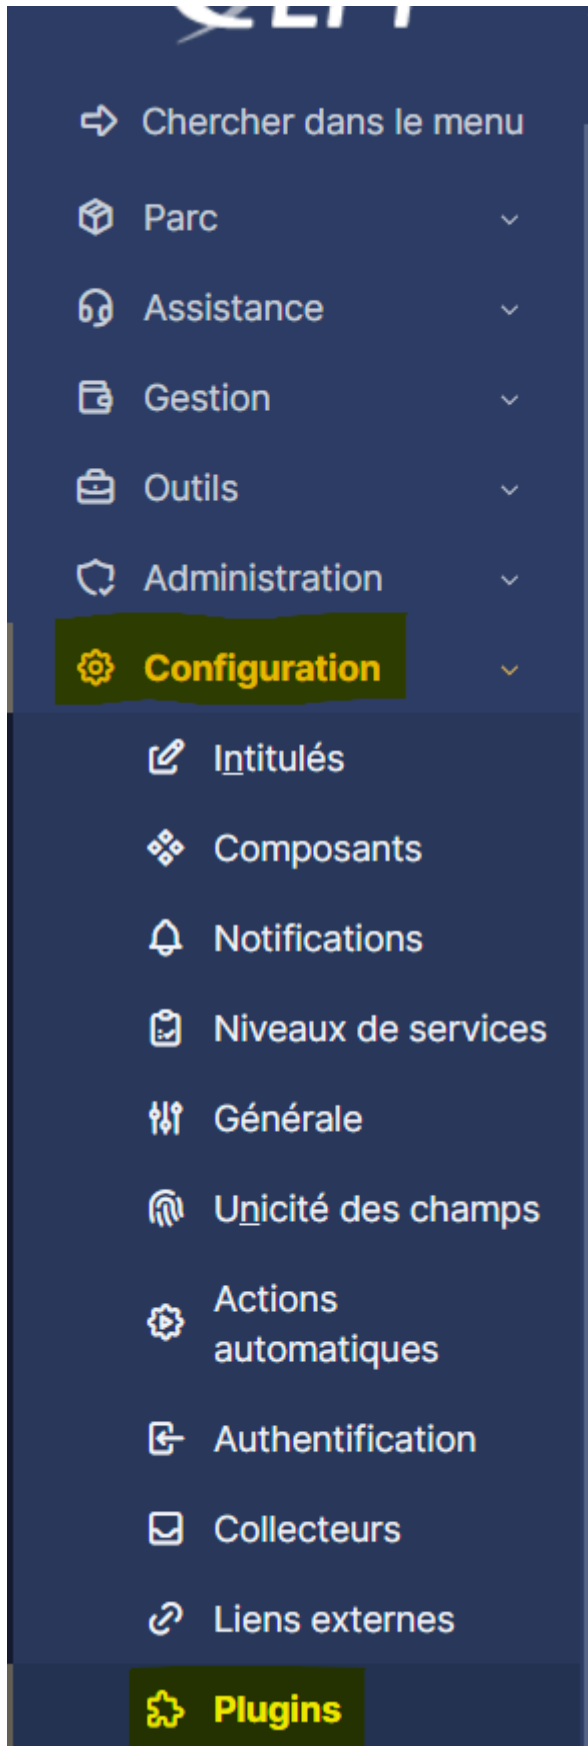 Chercher dans le menu
Parc
Assistance
Gestion
Outils
Administration
Configuration
Intitulés
Composants
Notifications
Niveaux de services
Générale
Unicité des champs
Actions
automatiques
Authentification
Collecteurs
Liens externes
Plugins